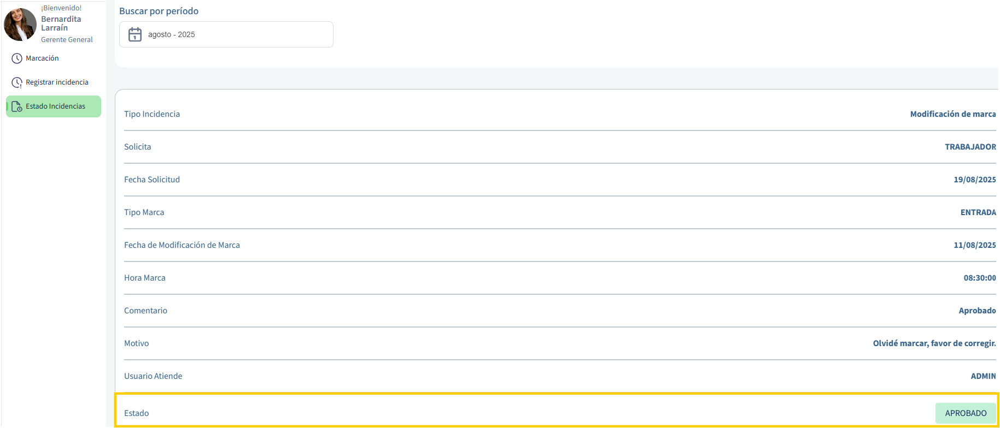 ¡Bienvenido!
Bernardita
Larraín
Gerente General
Marcación
Registrar incidencia
Estado Incidencias
Buscar por período
agosto - 2025
Tipo Incidencia Modificación de marca
Solicita TRABAJADOR
Fecha Solicitud 19/08/2025
Tipo Marca ENTRADA
Fecha de Modificación de Marca 11/08/2025
Hora Marca 08:30:00
Comentario Aprobado
Motivo Olvidé marcar, favor de corregir.
Usuario Atiende ADMIN
Estado APROBADO